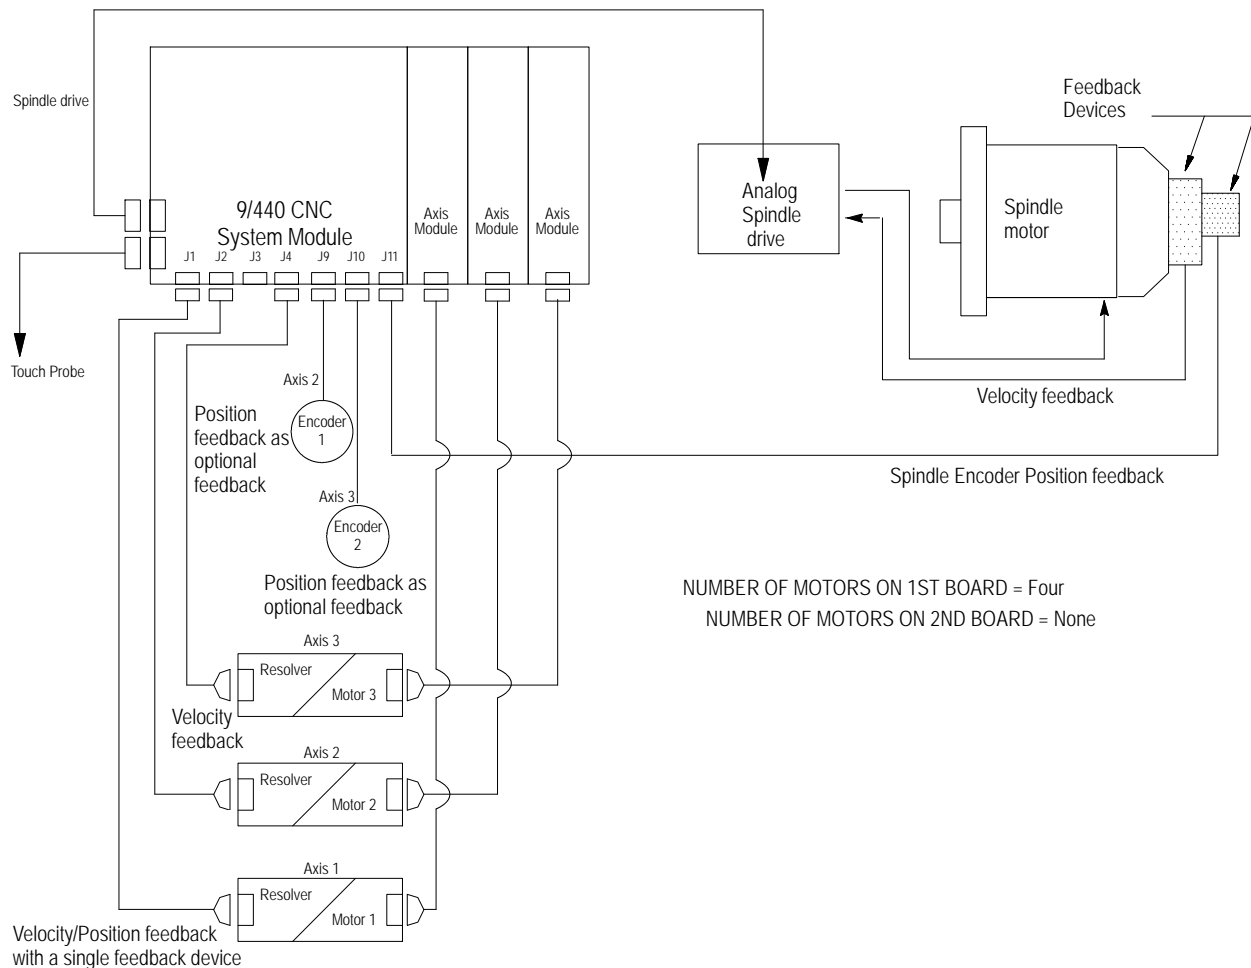 Feedback
Devices
Spindle drive
Analog
Spindle
drive
Spindle
motor
9/440 CNC
System Module
Axis
Module
Axis
Module
Axis
Module
J1
J2
J3
J4
J9
J10
J11
Touch Probe
Velocity feedback
Axis 2
Encoder
1
Position
feedback as
optional
feedback
Spindle Encoder Position feedback
Axis 3
Encoder
2
Position feedback as
optional feedback
NUMBER OF MOTORS ON 1ST BOARD = Four
NUMBER OF MOTORS ON 2ND BOARD = None
Axis 3
Resolver
Motor 3
Velocity
feedback
Axis 2
Resolver
Motor 2
Axis 1
Resolver
Motor 1
Velocity/Position feedback
with a single feedback device